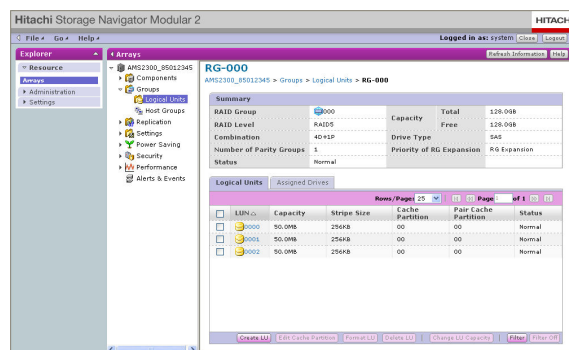 Hitachi Storage Navigator Modular 2
HITACHI
File Go Help
Logged in as: system Close Logout
Explorer
Resource
Arrays
Administration
Settings
Arrays
Refresh Information Help
AMS2300_85012345
Components
Groups
Logical Units
Host Groups
Replication
Settings
Power Saving
Security
Performance
Alerts & Events
RG-000
AMS2300_85012345 > Groups > Logical Units > RG-000
Summary
RAID Group 000 Capacity Total 128.0GB
RAID Level RAID5 Free 128.0GB
Combination 4D+1P Drive Type SAS
Number of Parity Groups 1 Priority of RG Expansion RG Expansion
Status Normal
Logical Units Assigned Drives
Rows/Page: 25 Page 1 of 1
LUN Capacity Stripe Size Cache Partition Pair Cache Partition Status
0000 50.0MB 256KB 00 00 Normal
0001 50.0MB 256KB 00 00 Normal
0002 50.0MB 256KB 00 00 Normal
Create LU Edit Cache Partition Format LU Delete LU Change LU Capacity Filter Filter Off